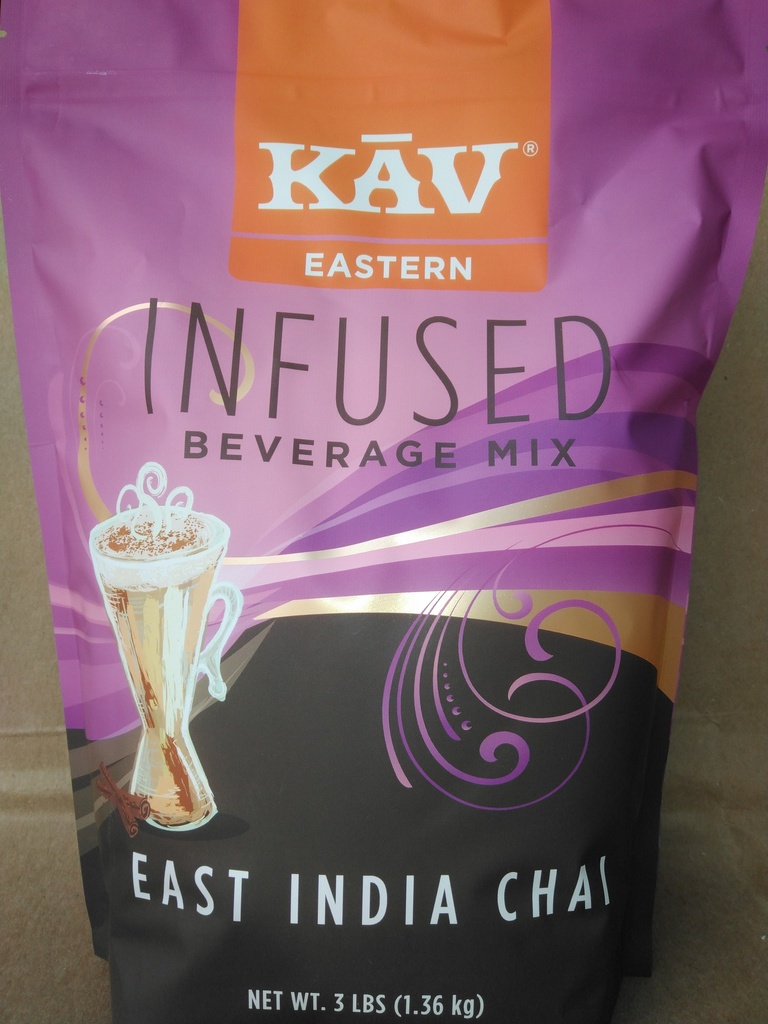 KĀV®
EASTERN
INFUSED
BEVERAGE MIX
EAST INDIA CHAI
NET WT. 3 LBS (1.36 kg)